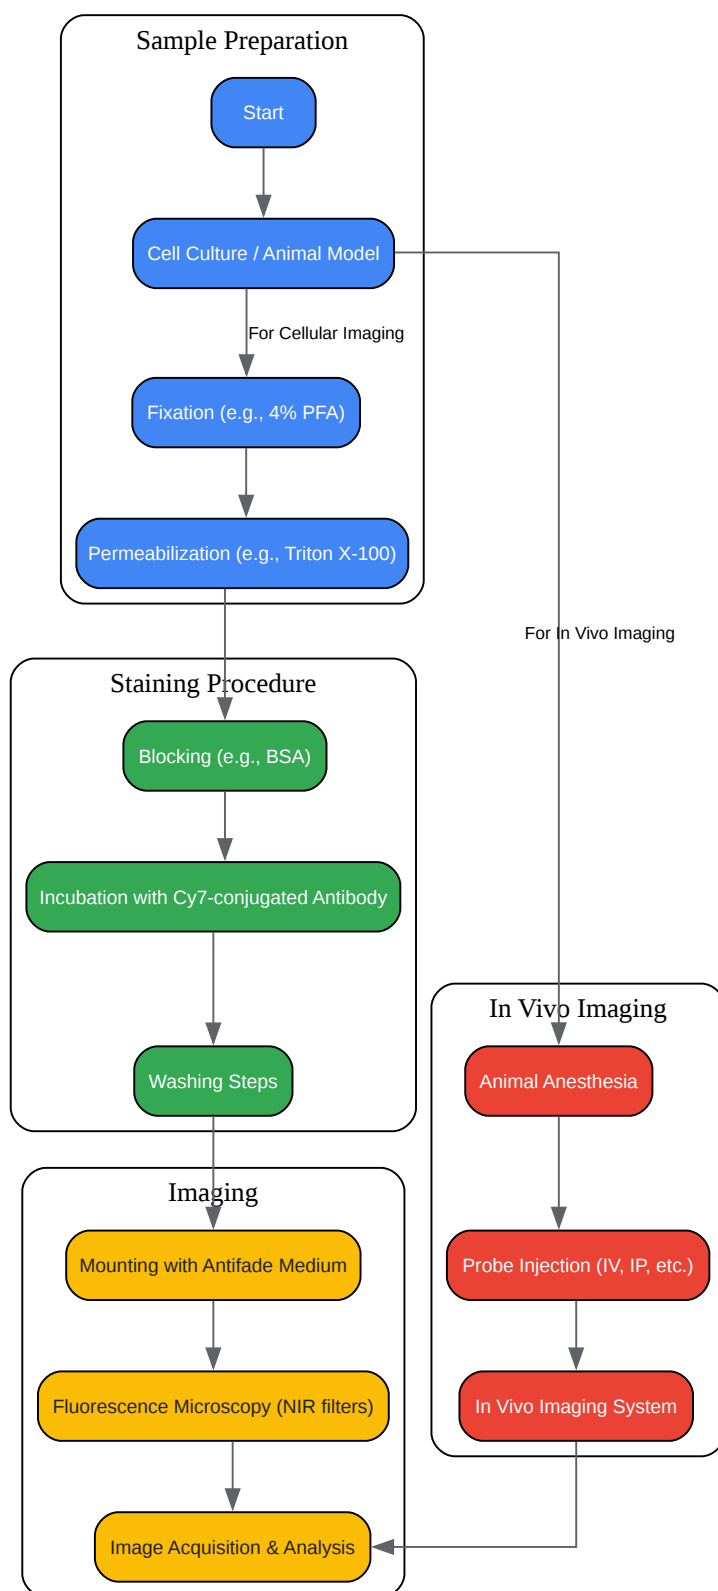 Sample Preparation
Start
Cell Culture / Animal Model
For Cellular Imaging
Fixation (e.g., 4% PFA)
Permeabilization (e.g., Triton X-100)
For In Vivo Imaging
Staining Procedure
Blocking (e.g., BSA)
Incubation with Cy7-conjugated Antibody
Washing Steps
In Vivo Imaging
Animal Anesthesia
Probe Injection (IV, IP, etc.)
In Vivo Imaging System
Imaging
Mounting with Antifade Medium
Fluorescence Microscopy (NIR filters)
Image Acquisition & Analysis